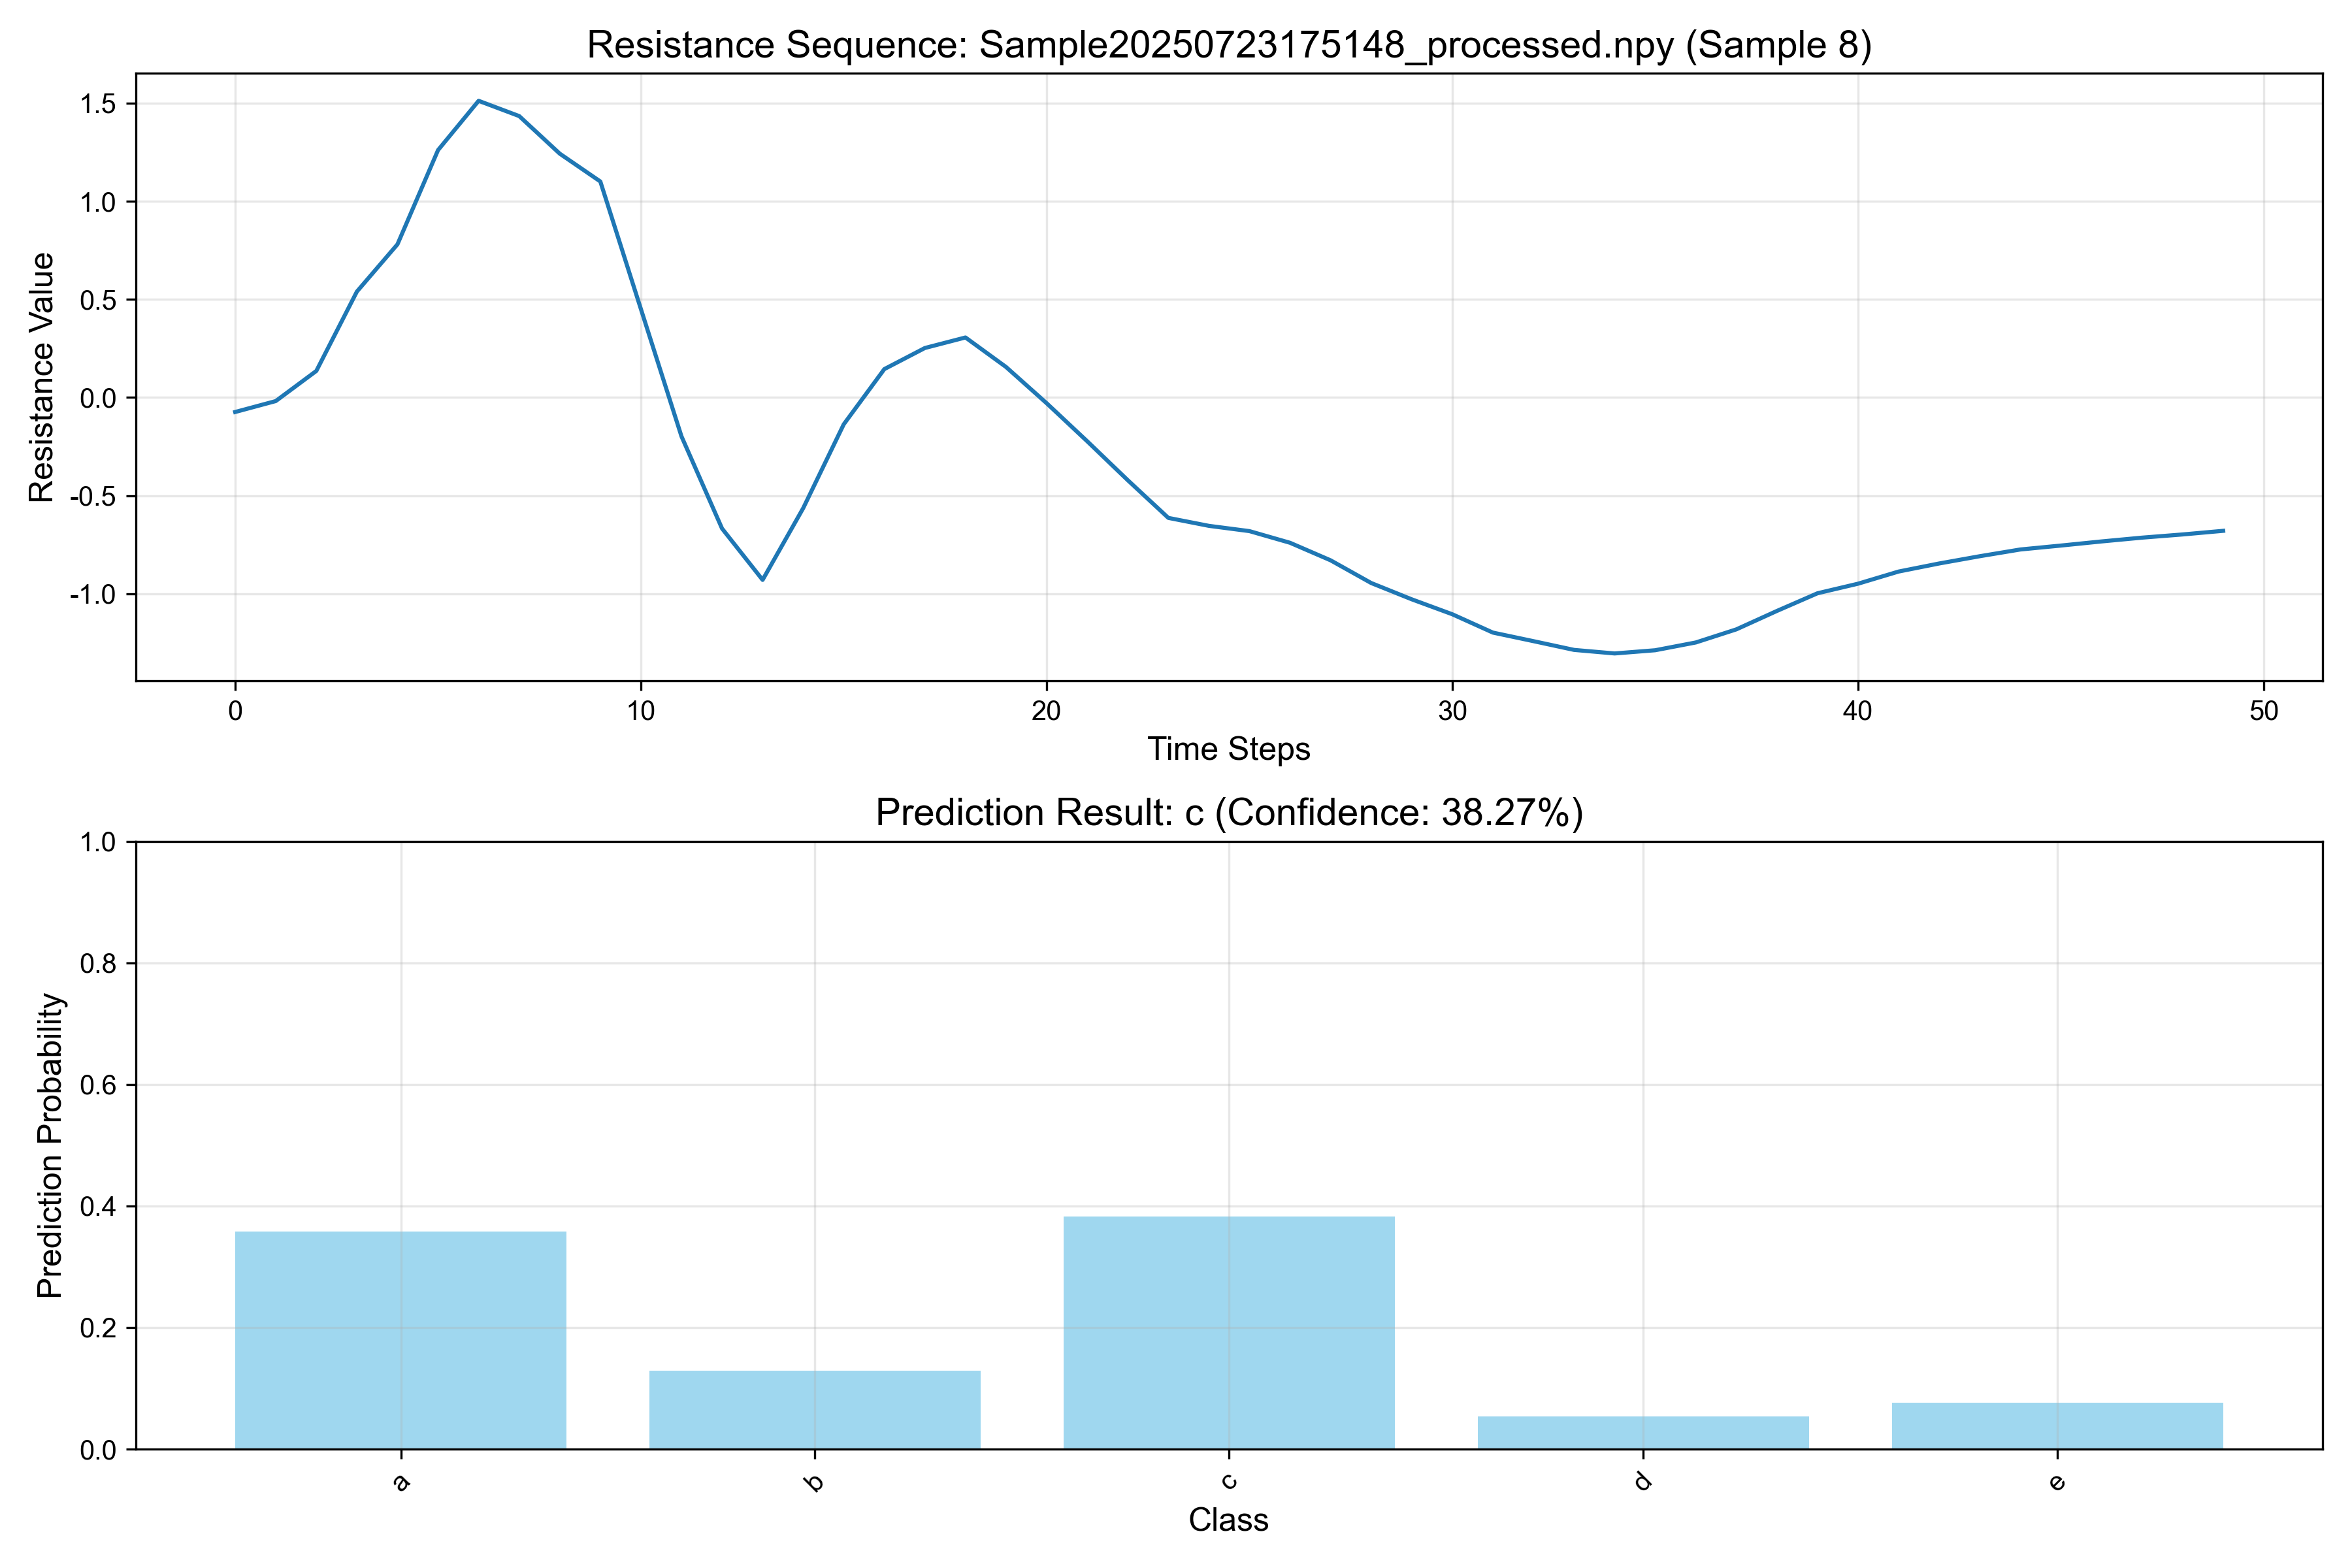 Resistance Sequence: Sample20250723175148_processed.npy (Sample 8)
1.5
1.0
0.5
0.0
-0.5
-1.0
Resistance Value
0 10 20 30 40 50
Time Steps
Prediction Result: c (Confidence: 38.27%)
1.0
0.8
0.6
0.4
0.2
0.0
Prediction Probability
a b c d e
Class